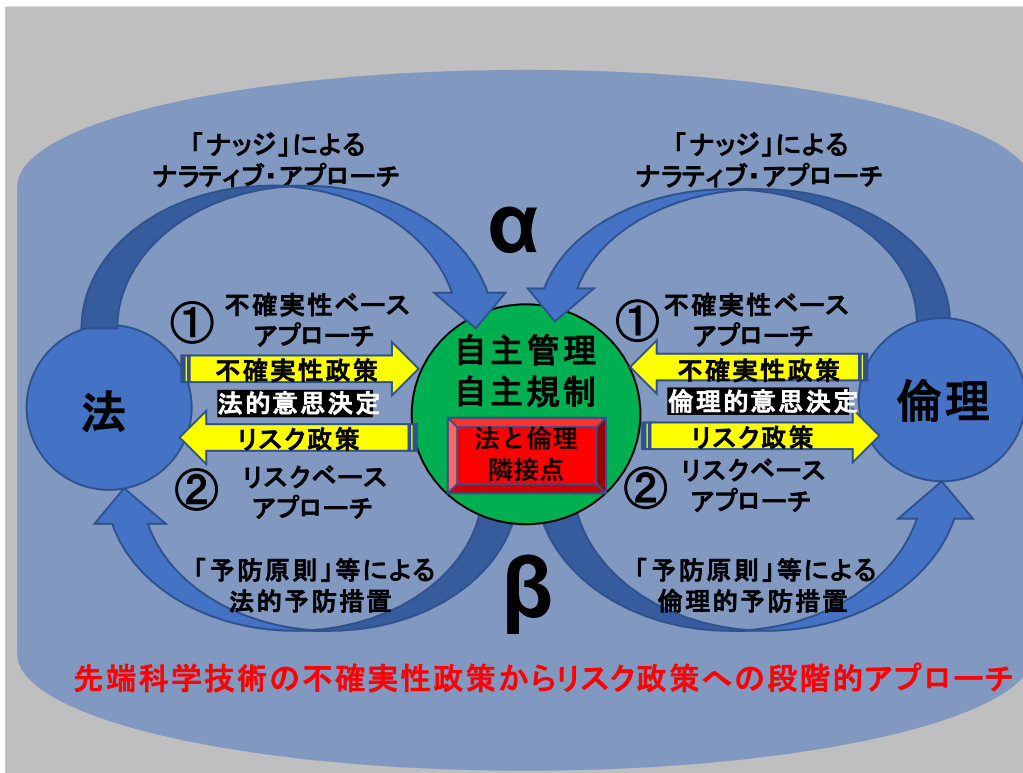 「ナッジ」による
ナラティブ・アプローチ
「ナッジ」による
ナラティブ・アプローチ
α
① 不確実性ベース
アプローチ
不確実性政策
法的意思決定
リスク政策
② リスクベース
アプローチ
法
自主管理
自主規制
法と倫理
隣接点
① 不確実性ベース
アプローチ
不確実性政策
倫理的意思決定
リスク政策
② リスクベース
アプローチ
倫理
β
「予防原則」等による
法的予防措置
「予防原則」等による
倫理的予防措置
先端科学技術の不確実性政策からリスク政策への段階的アプローチ